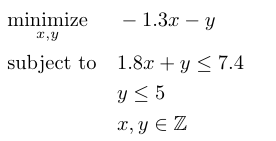 minimize −1.3x − y
x,y
subject to 1.8x + y ≤ 7.4
y ≤ 5
x, y ∈ ℤ